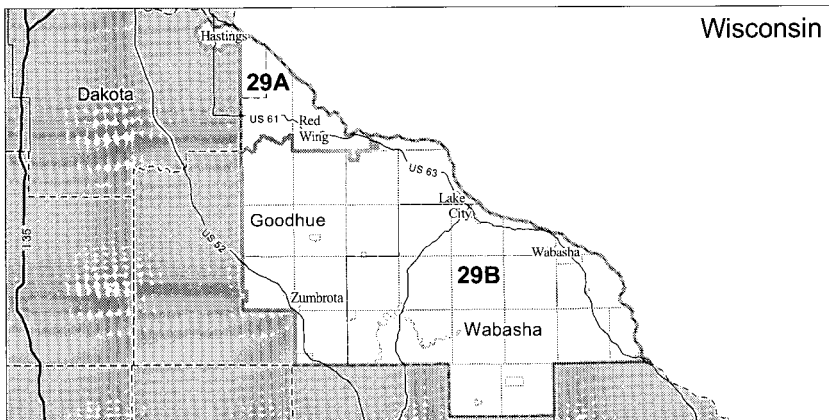 Wisconsin
Hastings
29A
Dakota
US 61
Red
Wing
US 63
Lake
City
Goodhue
US 52
I.35
Wabasha
29B
Zumbrota
Wabasha